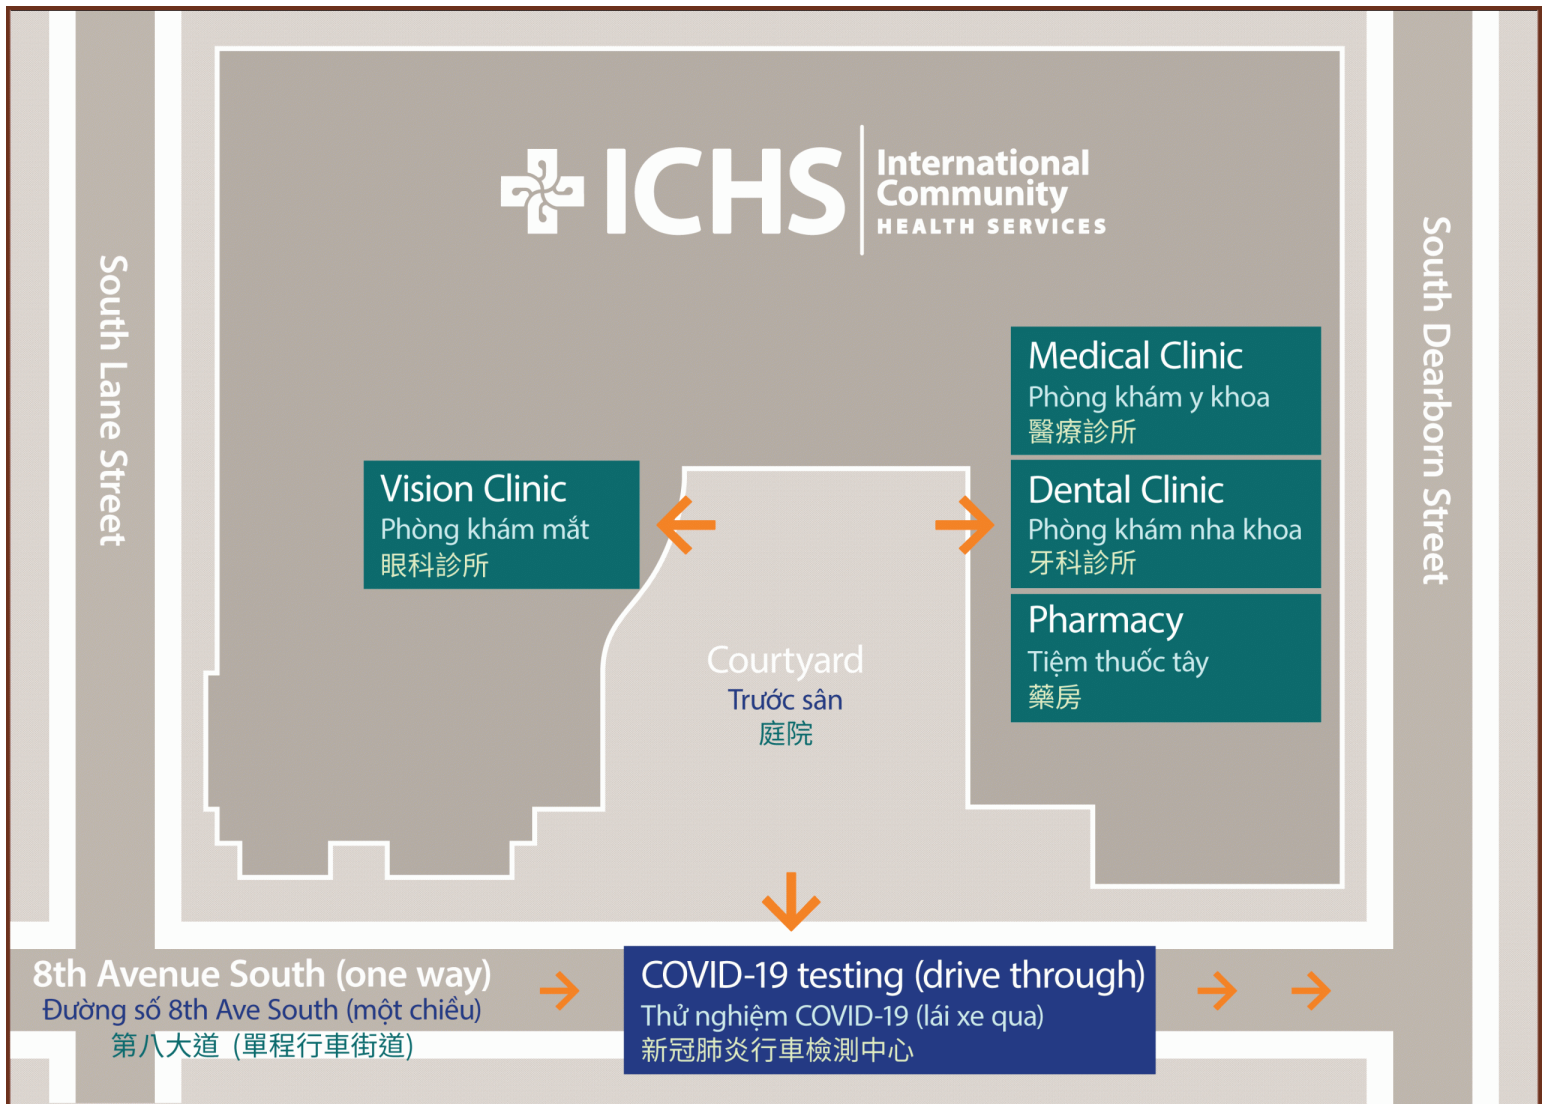 ICHS
International
Community
HEALTH SERVICES
South Lane Street
South Dearborn Street
Medical Clinic
Phòng khám y khoa
醫療診所
Vision Clinic
Phòng khám mắt
眼科診所
Dental Clinic
Phòng khám nha khoa
牙科診所
Pharmacy
Tiệm thuốc tây
藥房
Courtyard
Trước sân
庭院
8th Avenue South (one way)
Đường số 8th Ave South (một chiều)
第八大道 (單程行車街道)
COVID-19 testing (drive through)
Thử nghiệm COVID-19 (lái xe qua)
新冠肺炎行車檢測中心